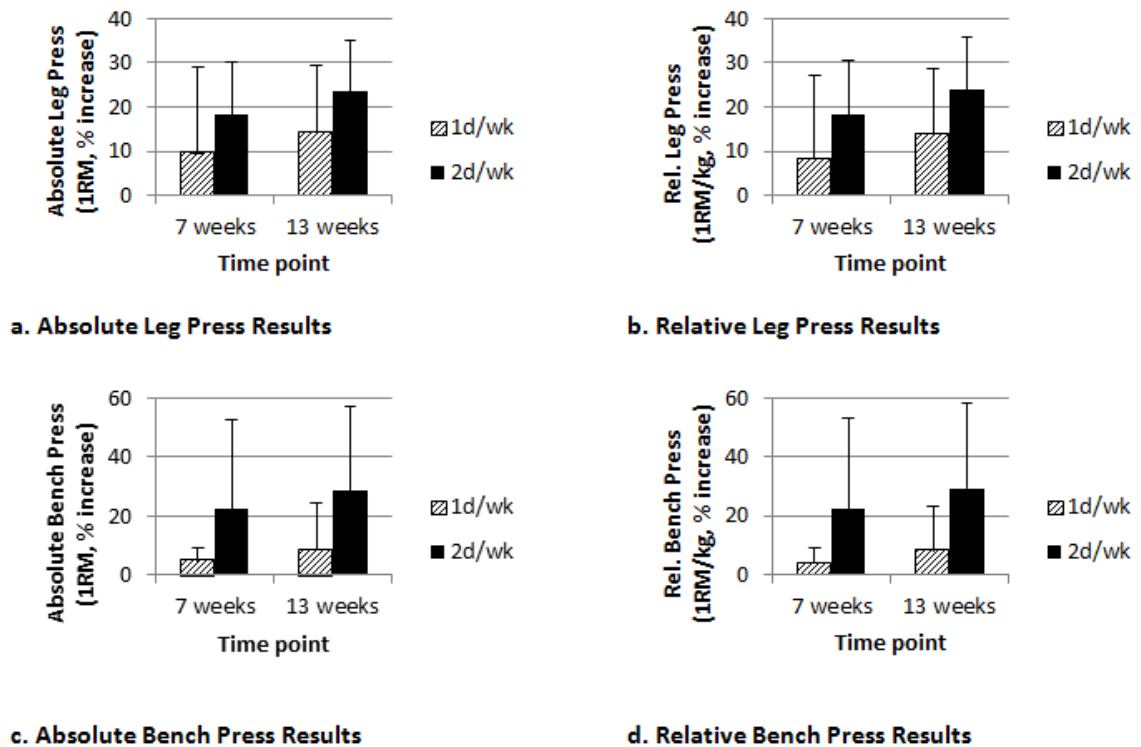 Absolute Leg Press
(1RM, % increase)
40
30
20
10
0
7 weeks 13 weeks
Time point
1d/wk
2d/wk
a. Absolute Leg Press Results
Rel. Leg Press
(1RM/kg, % increase)
40
30
20
10
0
7 weeks 13 weeks
Time point
1d/wk
2d/wk
b. Relative Leg Press Results
Absolute Bench Press
(1RM, % increase)
60
40
20
0
7 weeks 13 weeks
Time point
1d/wk
2d/wk
c. Absolute Bench Press Results
Rel. Bench Press
(1RM/kg, % increase)
60
40
20
0
7 weeks 13 weeks
Time point
1d/wk
2d/wk
d. Relative Bench Press Results